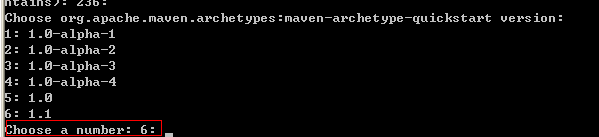 ntains): 236:
Choose org.apache.maven.archetypes:maven-archetype-quickstart version:
1: 1.0-alpha-1
2: 1.0-alpha-2
3: 1.0-alpha-3
4: 1.0-alpha-4
5: 1.0
6: 1.1
Choose a number: 6: